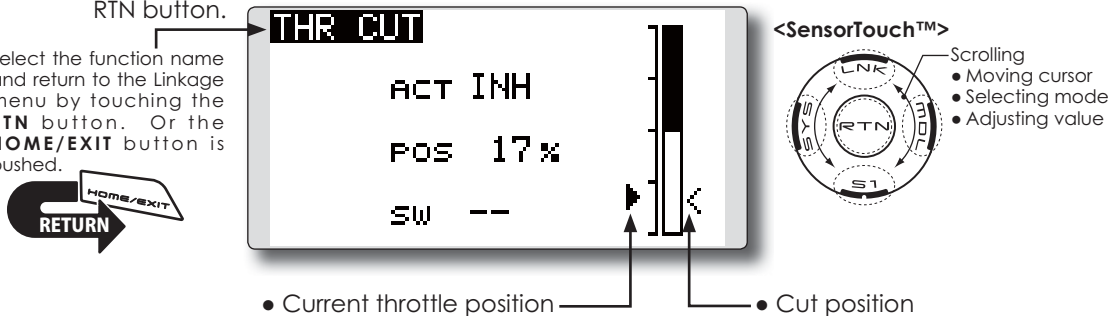 RTN button.
elect the function name
and return to the Linkage
menu by touching the
TN button. Or the
HOME/EXIT button is
pushed.
HOME/EXIT
RETURN
THR CUT
ACT INH
POS 17%
SW --
<SensorTouch™>
LNK
SYS
RTN
MDL
S1
Scrolling
● Moving cursor
● Selecting mode
● Adjusting value
● Current throttle position
● Cut position